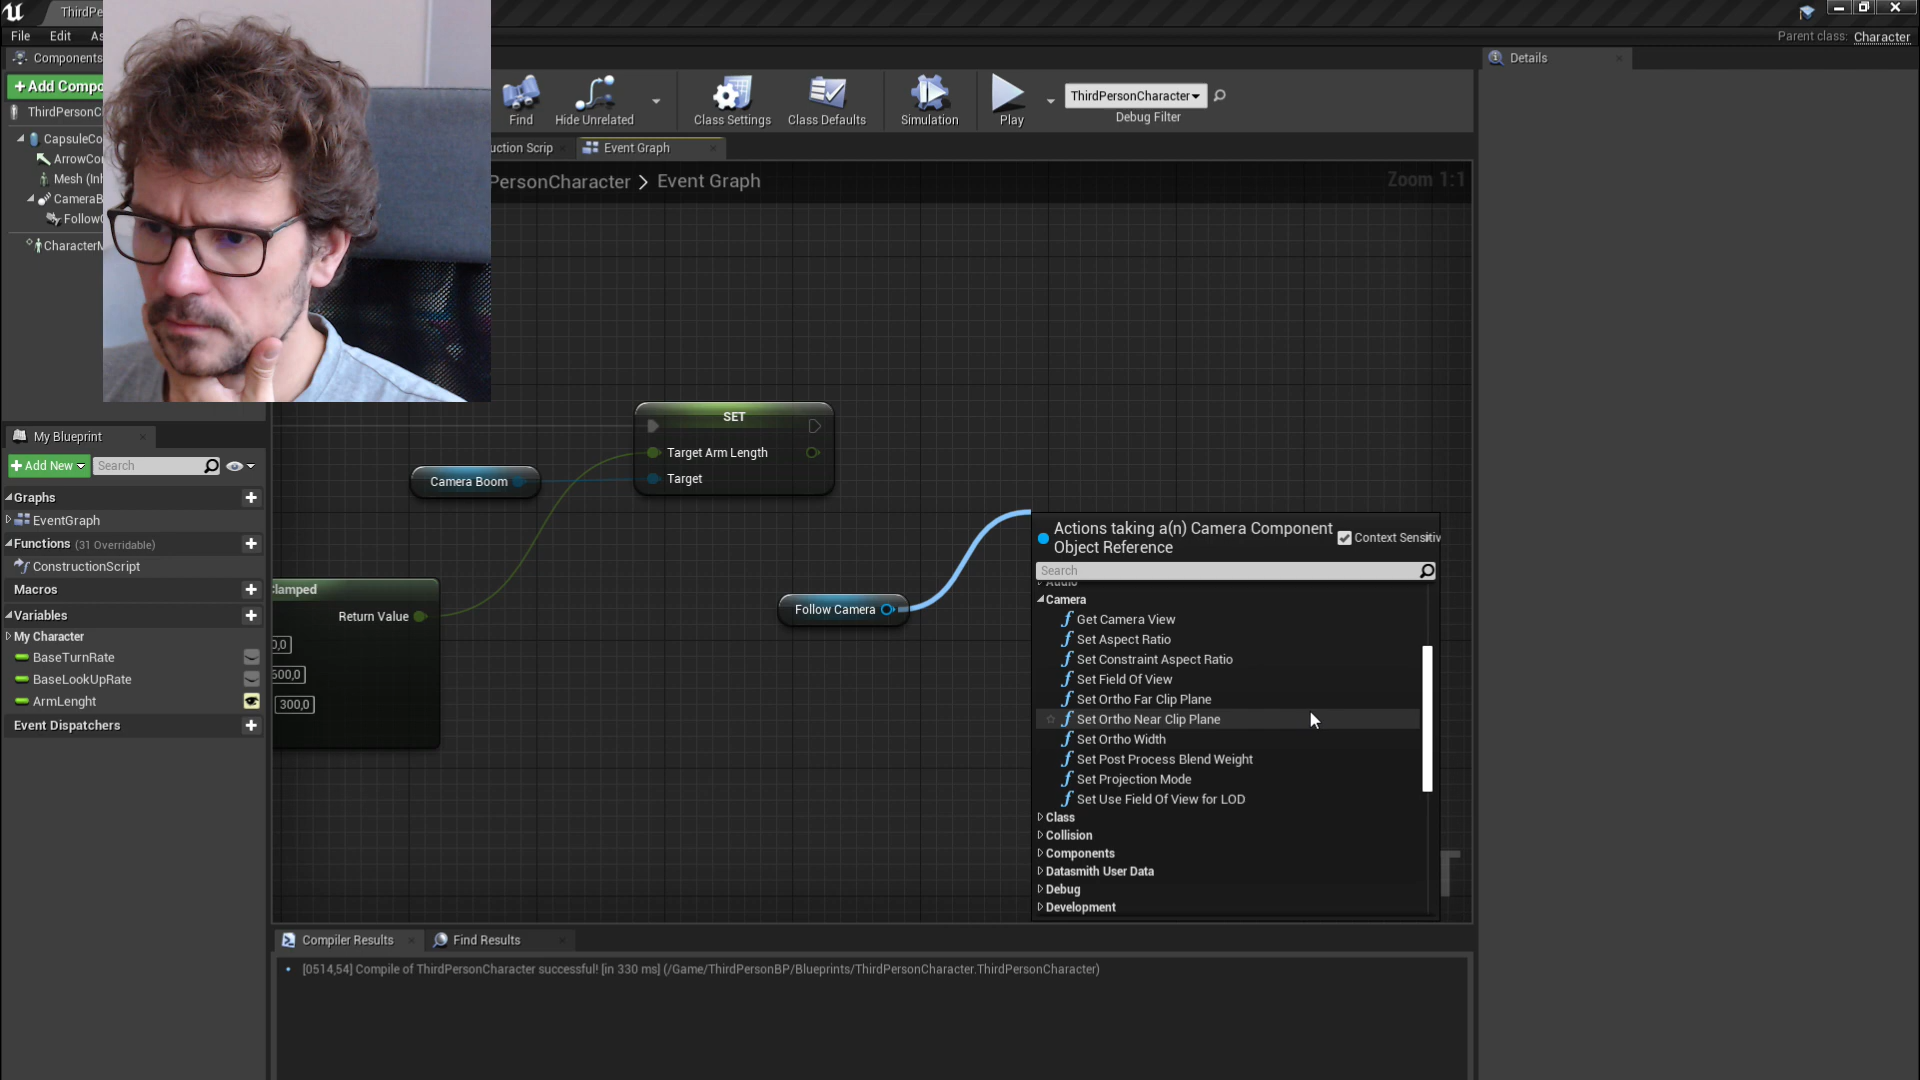 ThirdPe
File Edit As
Parent class: Character
Components
Details
+Add Compo
Find
Hide Unrelated
Class Settings
Class Defaults
Simulation
Play
ThirdPersonCharacter
Debug Filter
ThirdPersonC
CapsuleCo
ArrowCo
Mesh (Inh
CameraB
FollowC
CharacterM
uction Scrip
Event Graph
PersonCharacter > Event Graph
Zoom 1:1
SET
Target Arm Length
Target
Camera Boom
lamped
Return Value
0,0
500,0
300,0
Follow Camera
Actions taking a(n) Camera Component
Object Reference
Context Sensitiv
Search
Audio
Camera
Get Camera View
Set Aspect Ratio
Set Constraint Aspect Ratio
Set Field Of View
Set Ortho Far Clip Plane
Set Ortho Near Clip Plane
Set Ortho Width
Set Post Process Blend Weight
Set Projection Mode
Set Use Field Of View for LOD
Class
Collision
Components
Datasmith User Data
Debug
Development
My Blueprint
+Add New
Search
Graphs
EventGraph
Functions (31 Overridable)
ConstructionScript
Macros
Variables
My Character
BaseTurnRate
BaseLookUpRate
ArmLenght
Event Dispatchers
Compiler Results
Find Results
[0514,54] Compile of ThirdPersonCharacter successful! [in 330 ms] (/Game/ThirdPersonBP/Blueprints/ThirdPersonCharacter.ThirdPersonCharacter)